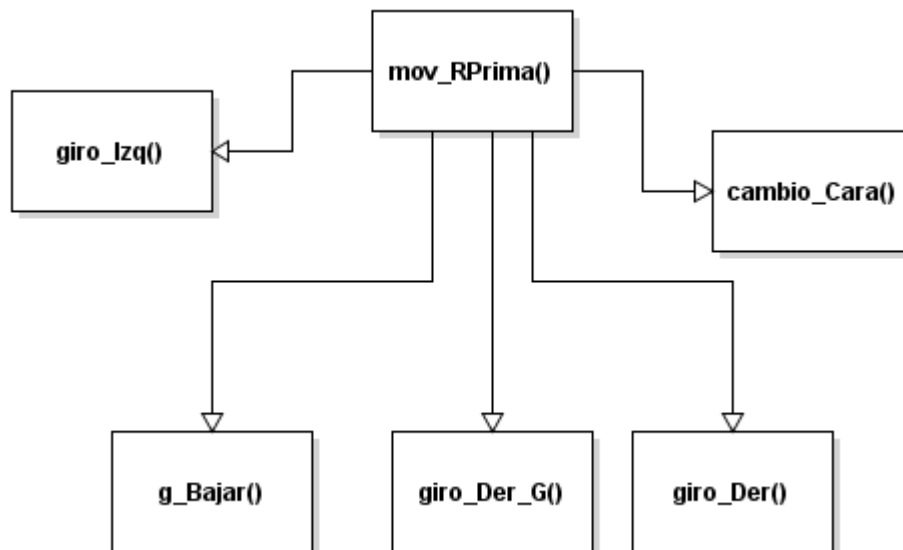 mov_RPrima()
giro_Izq()
cambio_Cara()
g_Bajar()
giro_Der_G()
giro_Der()